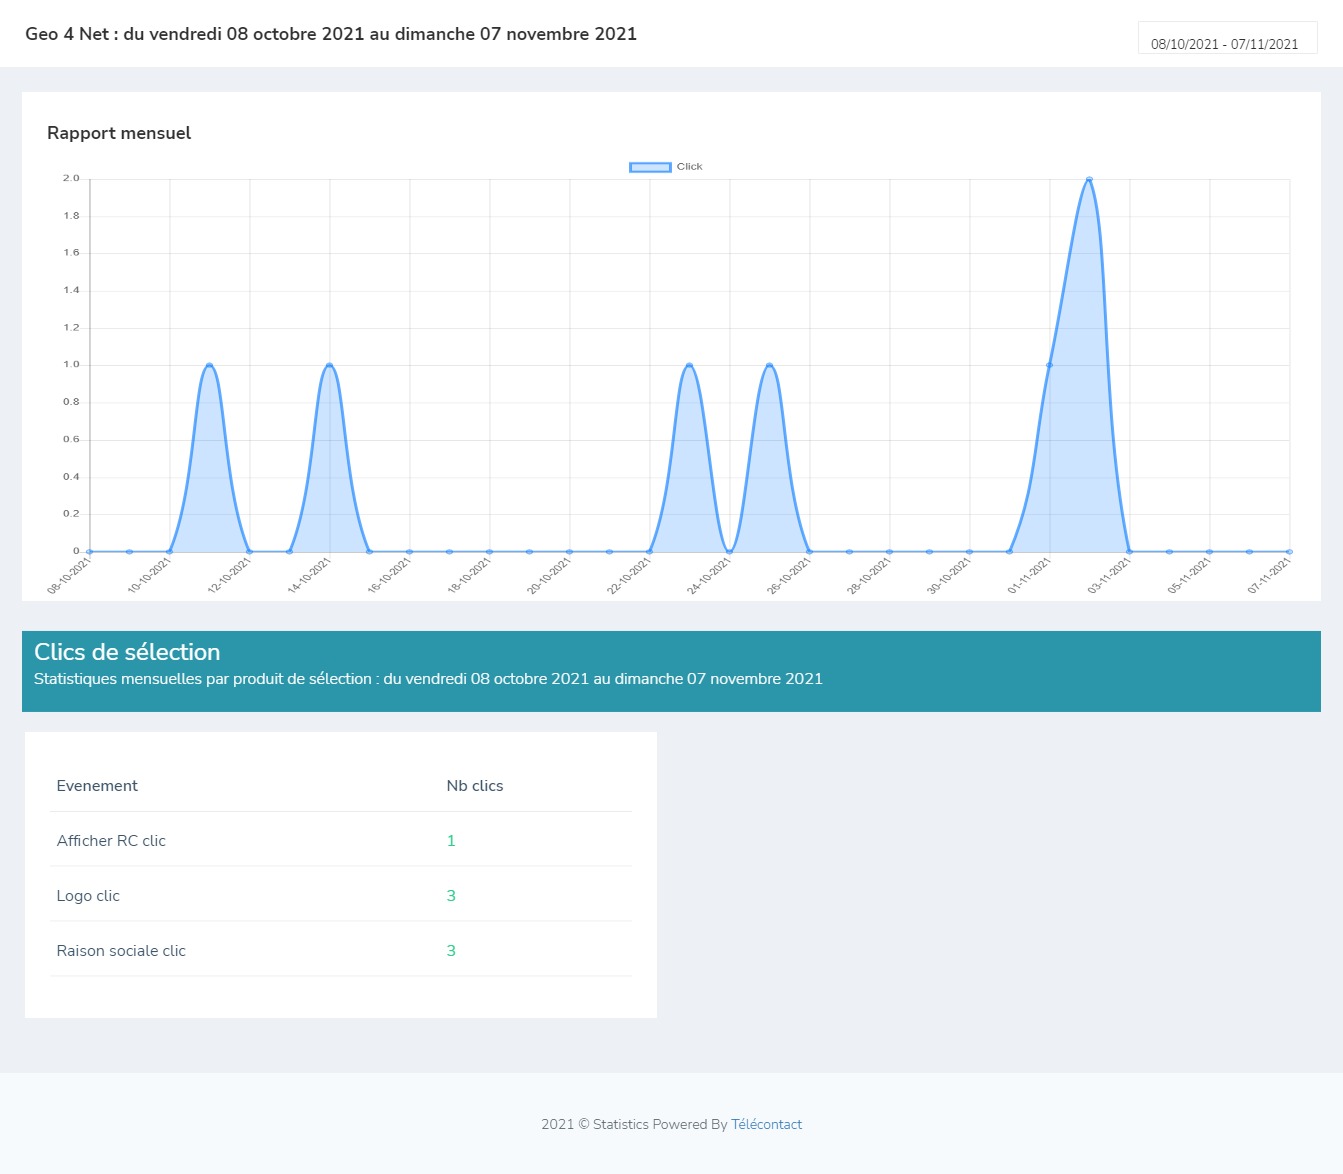 Geo 4 Net : du vendredi 08 octobre 2021 au dimanche 07 novembre 2021
08/10/2021 - 07/11/2021
Rapport mensuel
Click
2.0
1.8
1.6
1.4
1.2
1.0
0.8
0.6
0.4
0.2
0
08-10-2021
10-10-2021
12-10-2021
14-10-2021
16-10-2021
18-10-2021
20-10-2021
22-10-2021
24-10-2021
26-10-2021
28-10-2021
30-10-2021
01-11-2021
03-11-2021
05-11-2021
07-11-2021
Clics de sélection
Statistiques mensuelles par produit de sélection : du vendredi 08 octobre 2021 au dimanche 07 novembre 2021
Evenement Nb clics
Afficher RC clic 1
Logo clic 3
Raison sociale clic 3
2021 © Statistics Powered By Télécontact